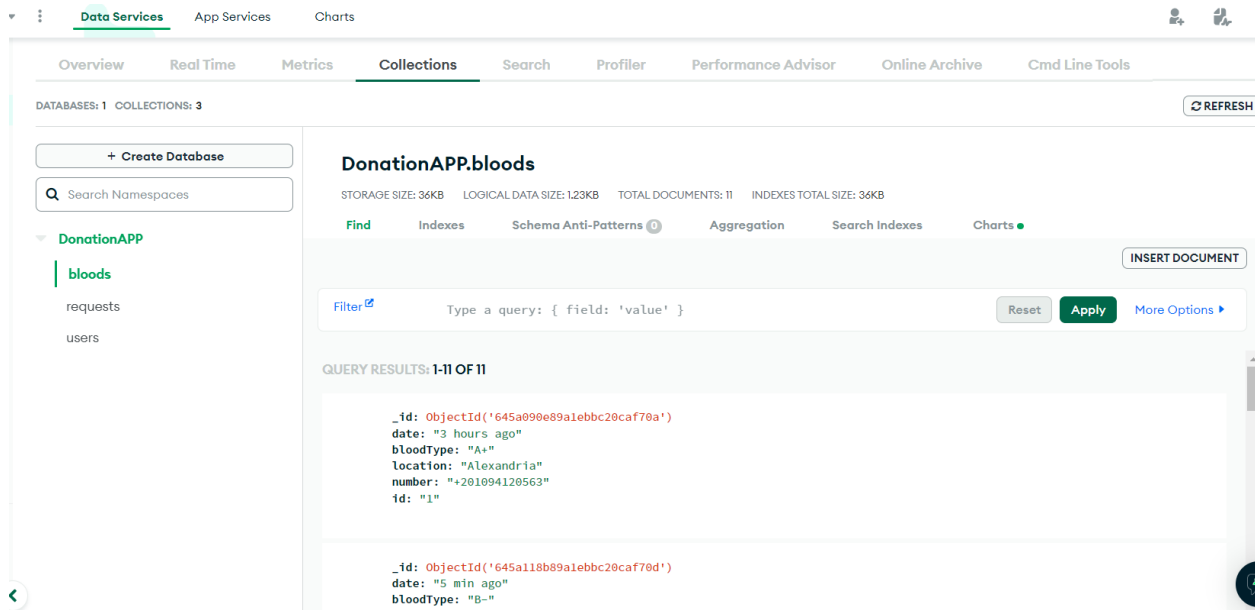 Data Services App Services Charts
Overview Real Time Metrics Collections Search Profiler Performance Advisor Online Archive Cmd Line Tools
DATABASES: 1 COLLECTIONS: 3
REFRESH
+ Create Database
Search Namespaces
DonationAPP
bloods
requests
users
DonationAPP.bloods
STORAGE SIZE: 36KB LOGICAL DATA SIZE: 1.23KB TOTAL DOCUMENTS: 11 INDEXES TOTAL SIZE: 36KB
Find Indexes Schema Anti-Patterns 0 Aggregation Search Indexes Charts
INSERT DOCUMENT
Filter Type a query: { field: 'value' } Reset Apply More Options
QUERY RESULTS: 1-11 OF 11
_id: ObjectId('645a090e89a1ebbc20caf70a')
date: "3 hours ago"
bloodType: "A+"
location: "Alexandria"
number: "+201094120563"
id: "1"
_id: ObjectId('645a118b89a1ebbc20caf70d')
date: "5 min ago"
bloodType: "B-"